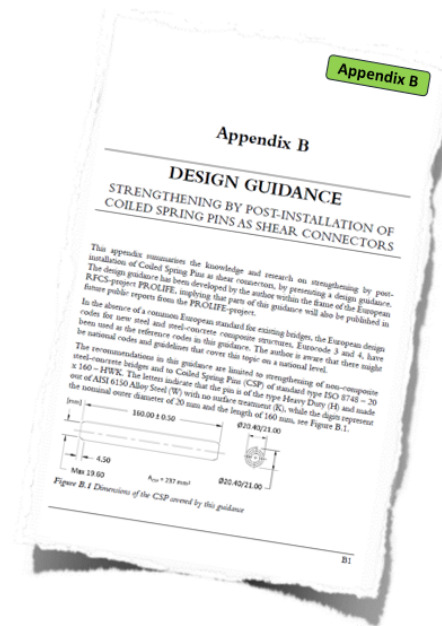 Appendix B
Appendix B
DESIGN GUIDANCE
STRENGTHENING BY POST-INSTALLATION OF
COILED SPRING PINS AS SHEAR CONNECTORS
This appendix summarises the knowledge and research on strengthening by post-
installation of Coiled Spring Pins as shear connectors, by presenting a design guidance.
The design guidance has been developed by the author within the frame of the European
RFCS-project PROLIFE, implying that parts of this guidance will also be published in
future public reports from the PROLIFE-project.
In the absence of a common European standard for existing bridges, the European design
codes for new steel and steel-concrete composite structures, Eurocode 3 and 4, have
been used as the reference codes in this guidance. The author is aware that there might
be national codes and guidelines that cover this topic on a national level.
The recommendations in this guidance are limited to strengthening of non-composite
steel-concrete bridges and to Coiled Spring Pins (CSP) of standard type ISO 8748 – 20
x 160 – HWK. The letters indicate that the pin is of the type Heavy Duty (H) and made
out of AISI 6150 Alloy Steel (W) with no surface treatment (K), while the digits represent
the nominal outer diameter of 20 mm and the length of 160 mm, see Figure B.1.
[mm]
160.00 ± 0.50
Ø20.40/21.00
4.50
Max 19.60
= 237 mm²
Ø20.40/21.00
Figure B.1 Dimensions of the CSP covered by this guidance
B1